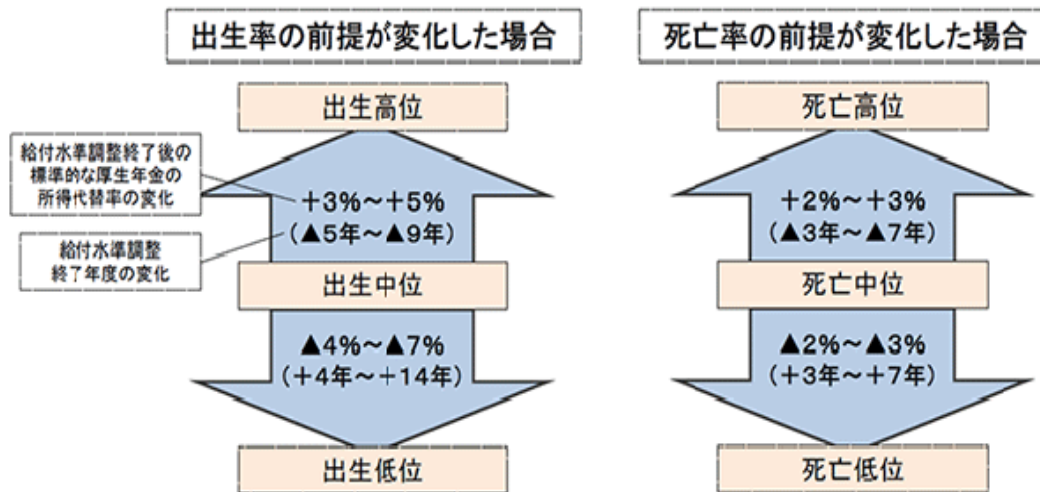 出生率の前提が変化した場合
出生高位
給付水準調整終了後の
標準的な厚生年金の
所得代替率の変化
+3%～+5%
(▲5年～▲9年)
給付水準調整
終了年度の変化
出生中位
▲4%～▲7%
(+4年～+14年)
出生低位
死亡率の前提が変化した場合
死亡高位
+2%～+3%
(▲3年～▲7年)
死亡中位
▲2%～▲3%
(+3年～+7年)
死亡低位